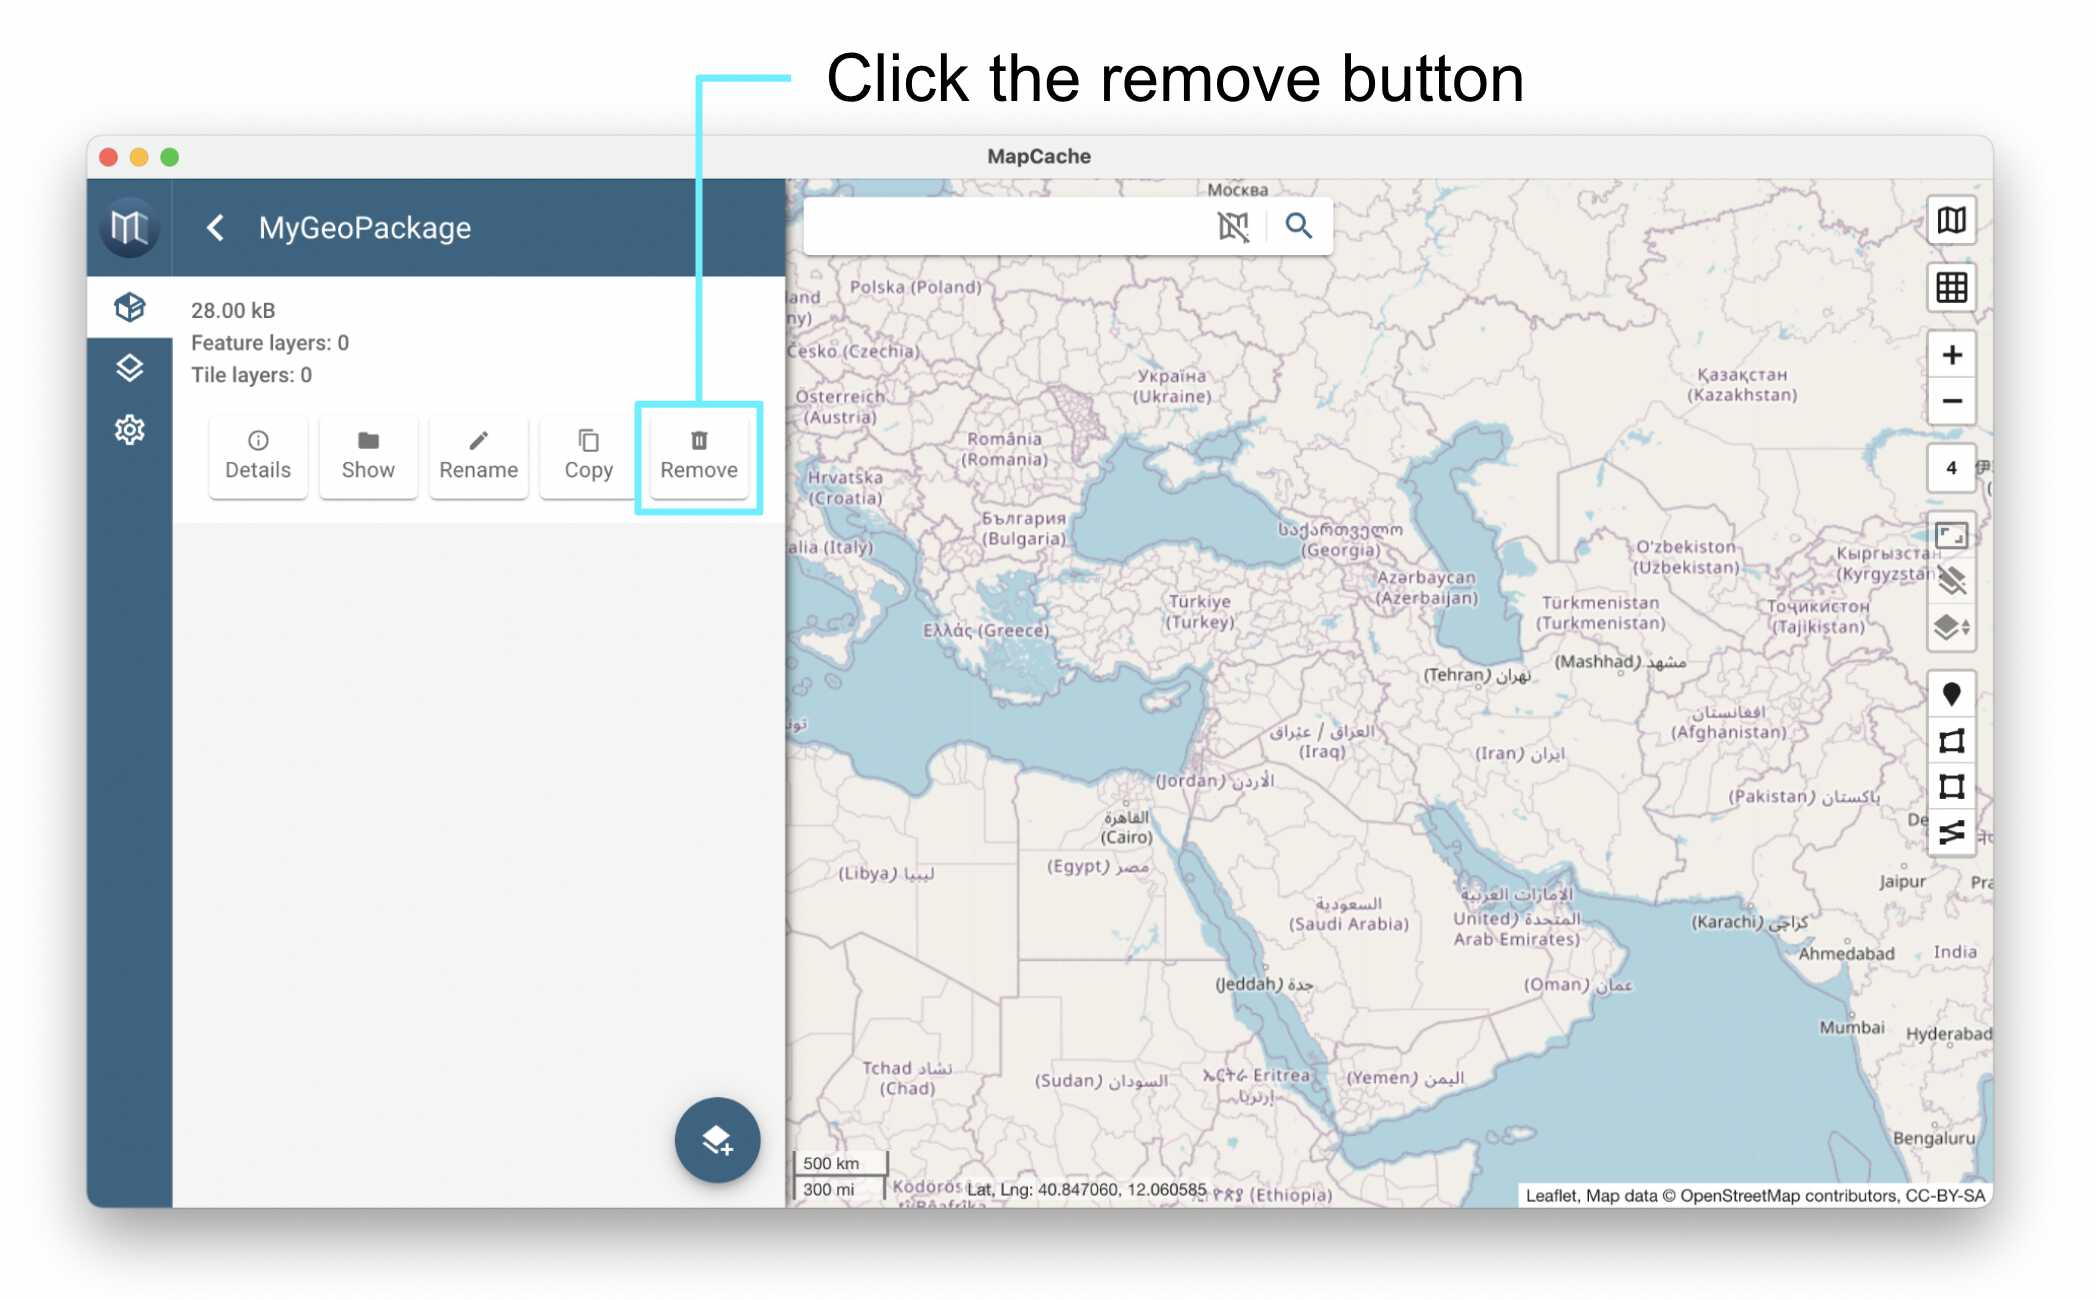 Click the remove button
MapCache
MyGeoPackage
28.00 kB
Feature layers: 0
Tile layers: 0
Details
Show
Rename
Copy
Remove
Москва
Polska (Poland)
Česko (Czechia)
Österreich
(Austria)
Україна
(Ukraine)
Қазақстан
(Kazakhstan)
România
(Romania)
Hrvatska
(Croatia)
България
(Bulgaria)
alia (Italy)
საქართველო
(Georgia)
Azərbaycan
(Azerbaijan)
O'zbekiston
(Uzbekistan)
Кыргызстан
(Kyrgyzstan)
Türkiye
(Turkey)
Türkmenistan
(Turkmenistan)
Тоҷикистон
(Tajikistan)
Ελλάς (Greece)
(Tehran) تهران
(Mashhad) مشهد
افغانستان
(Afghanistan)
العراق / عێراق
(Iraq)
(Iran) ایران
(Jordan) الأردن
(Pakistan) پاکستان
القاهرة
(Cairo)
(Libya) ليبيا
(Egypt) مصر
Jaipur
السعودية
(Saudi Arabia)
الإمارات العربيّة
United) المتحدة
Arab Emirates)
(Karachi) کراچی
Ahmedabad
India
(Jeddah) جدة
(Oman) عمان
Mumbai
Hyderabad
Tchad تشاد
(Chad)
(Sudan) السودان
ኤርትራ Eritrea
إرتريا
(Yemen) اليمن
Bengaluru
4
500 km
300 mi
Ködörös
Lat, Lng: 40.847060, 12.060585
(Ethiopia)
Leaflet, Map data © OpenStreetMap contributors, CC-BY-SA